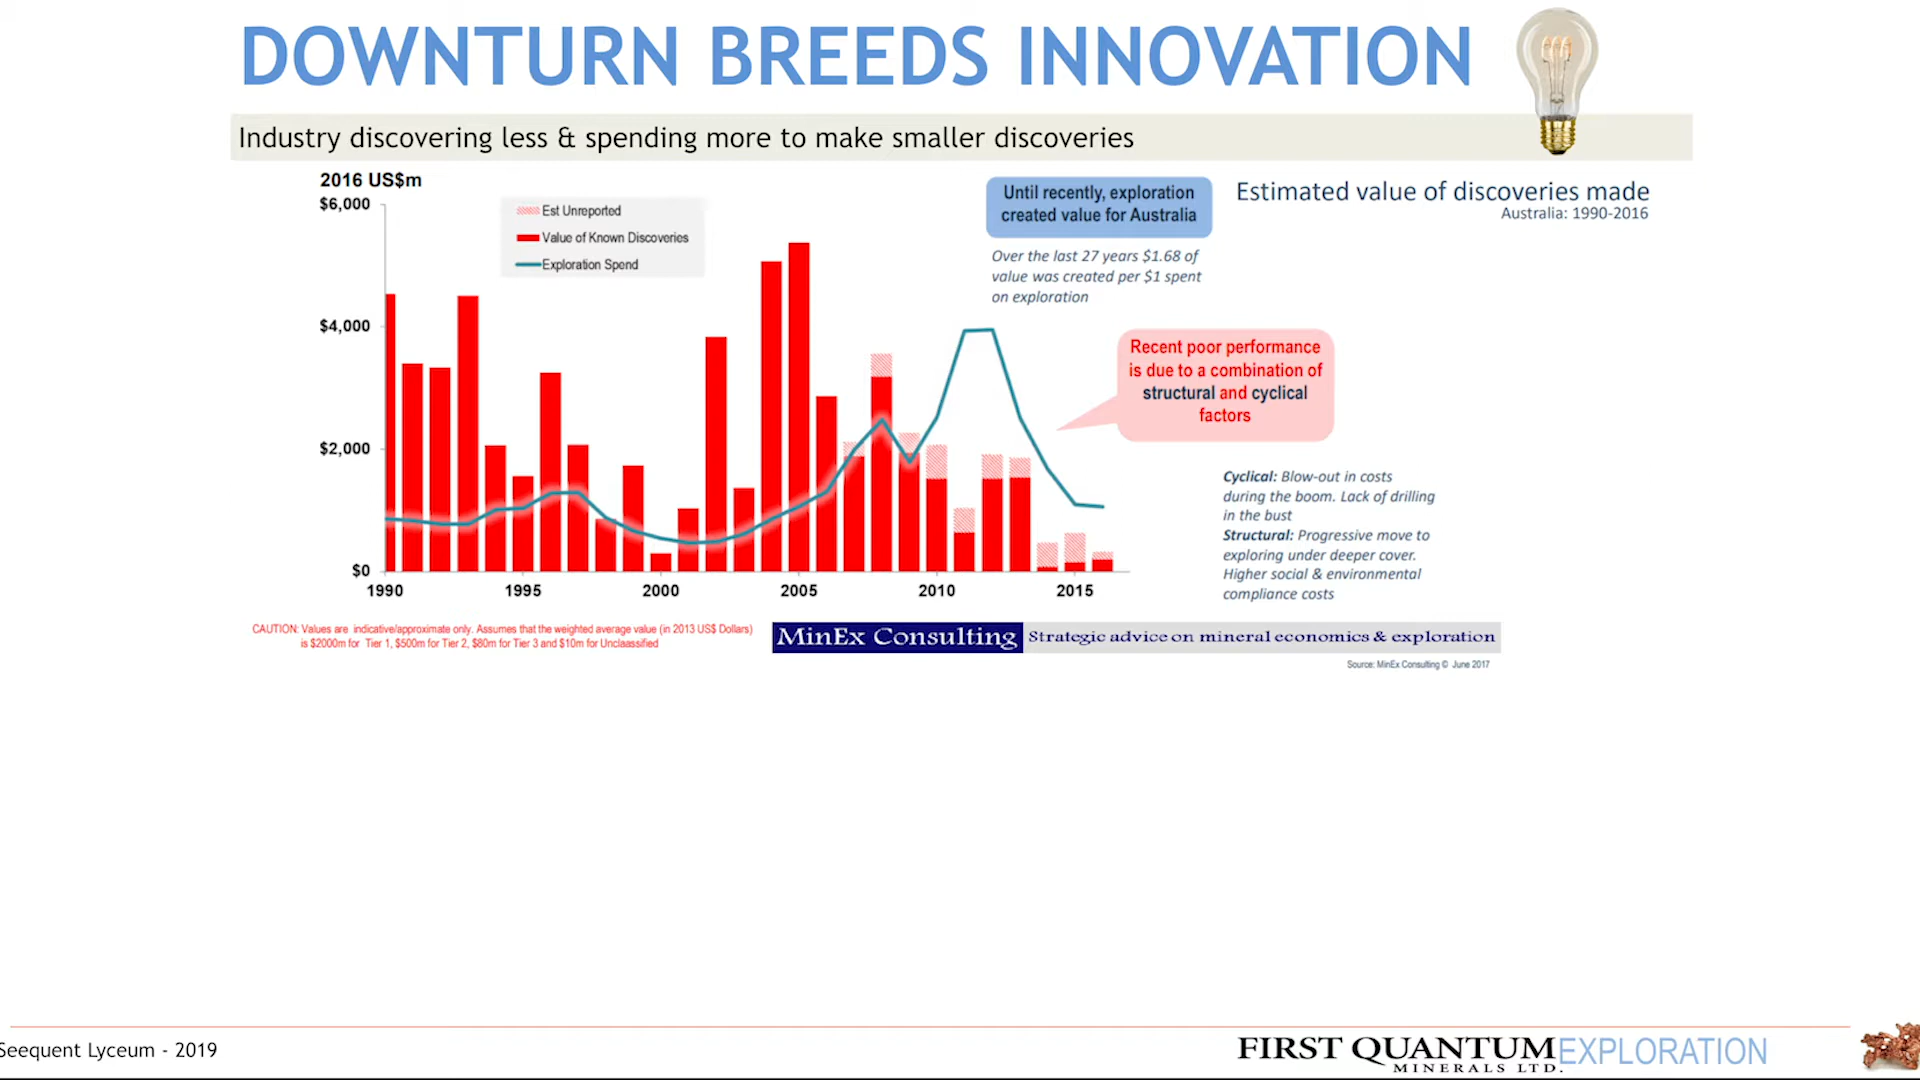 DOWNTURN BREEDS INNOVATION
Industry discovering less & spending more to make smaller discoveries
2016 US$m
$6,000
$4,000
$2,000
$0
Est Unreported
Value of Known Discoveries
Exploration Spend
1990
1995
2000
2005
2010
2015
Until recently, exploration
created value for Australia
Over the last 27 years $1.68 of
value was created per $1 spent
on exploration
Estimated value of discoveries made
Australia: 1990-2016
Recent poor performance
is due to a combination of
structural and cyclical
factors
Cyclical: Blow-out in costs
during the boom. Lack of drilling
in the bust
Structural: Progressive move to
exploring under deeper cover.
Higher social & environmental
compliance costs
CAUTION: Values are indicative/approximate only. Assumes that the weighted average value (in 2013 US$ Dollars)
is $2000m for Tier 1, $500m for Tier 2, $80m for Tier 3 and $10m for Unclaassified
MinEx Consulting Strategic advice on mineral economics & exploration
Source: MinEx Consulting © June 2017
Seequent Lyceum - 2019
FIRST QUANTUM EXPLORATION
MINERALS LTD.